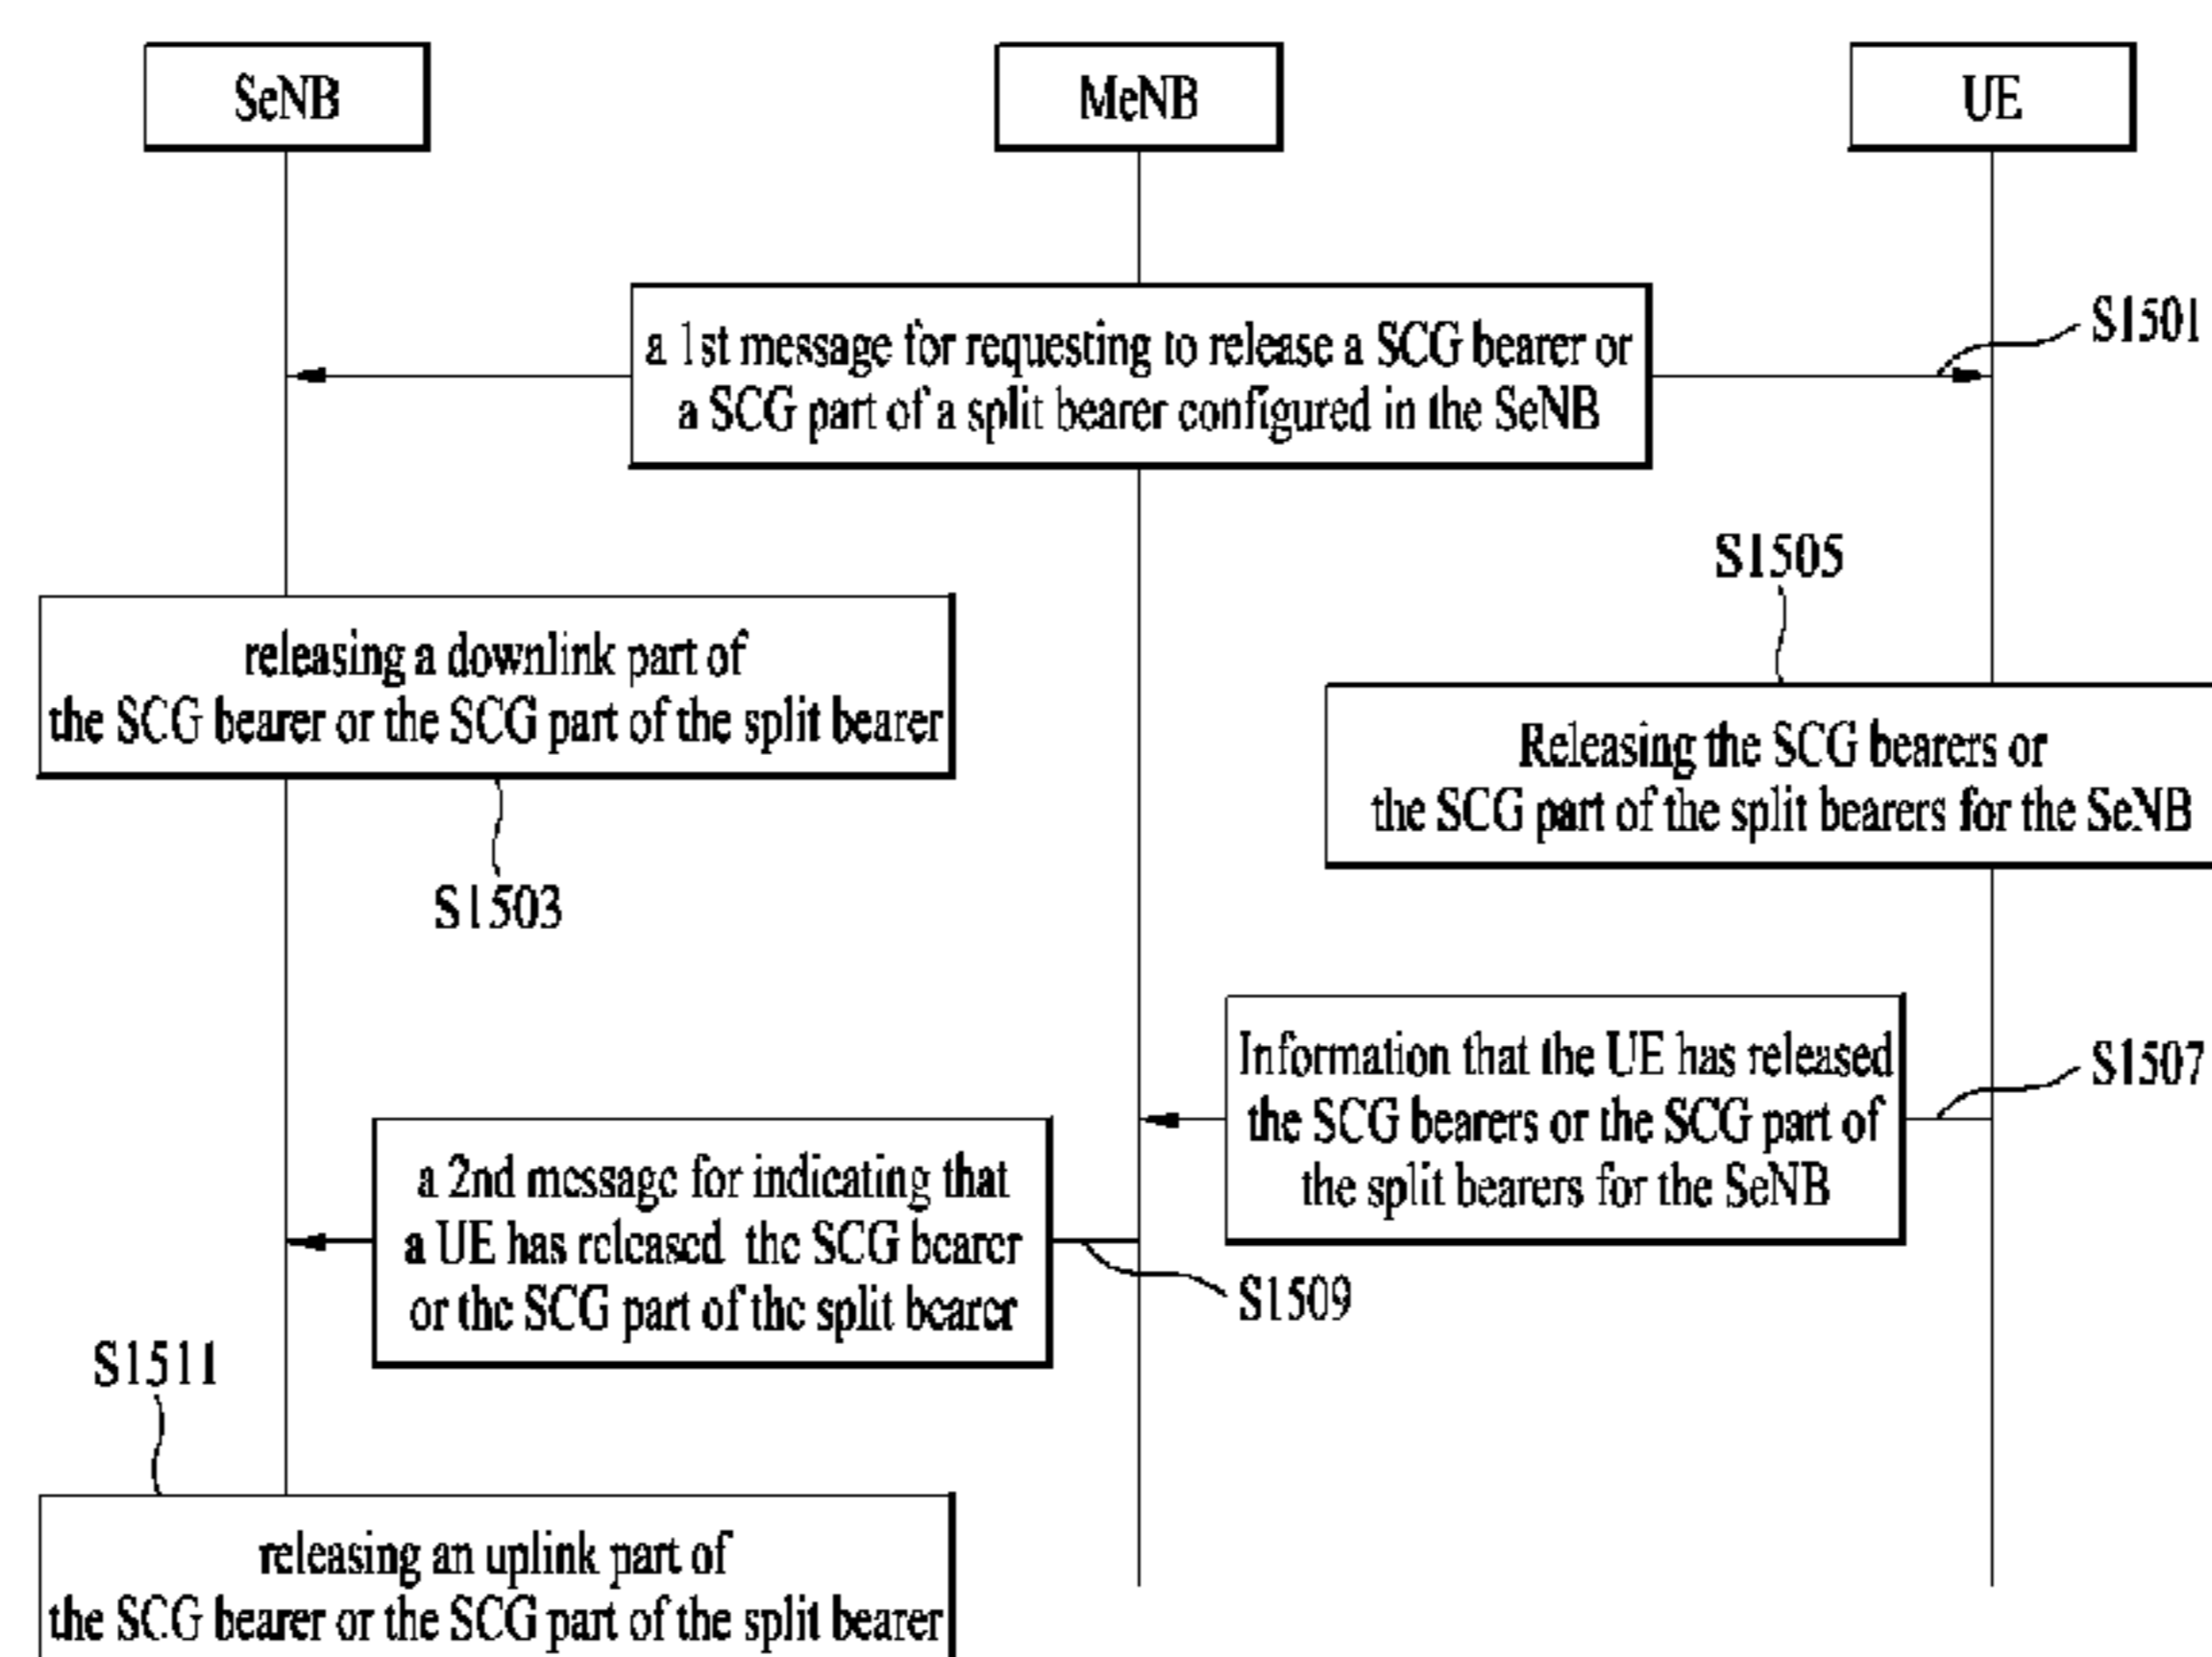 SeNB
MeNB
UE
a 1st message for requesting to release a SCG bearer or
a SCG part of a split bearer configured in the SeNB
S1501
S1505
releasing a downlink part of
the SCG bearer or the SCG part of the split bearer
S1503
Releasing the SCG bearers or
the SCG part of the split bearers for the SeNB
Information that the UE has released
the SCG bearers or the SCG part of
the split bearers for the SeNB
S1507
a 2nd message for indicating that
a UE has released the SCG bearer
or the SCG part of the split bearer
S1509
S1511
releasing an uplink part of
the SCG bearer or the SCG part of the split bearer